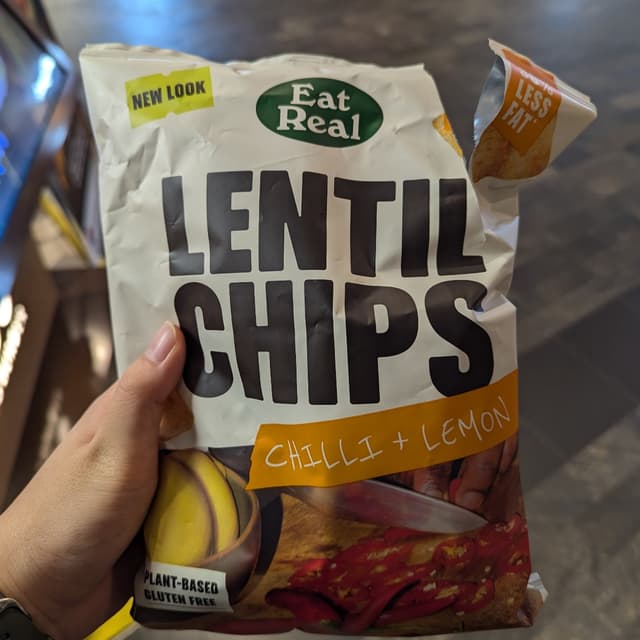 NEW LOOK
Eat
Real
LESS
FAT
LENTIL
CHIPS
CHILLI + LEMON
PLANT-BASED
GLUTEN FREE